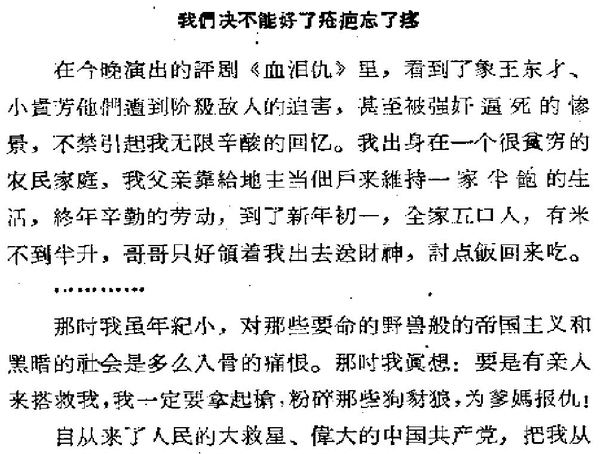 我們决不能好了疮疤忘了疼
在今晚演出的評剧《血泪仇》里，看到了象王东才、
小貴芳他們遭到阶級敌人的迫害，甚至被强奸逼死的惨
景，不禁引起我无限辛酸的回忆。我出身在一个很貧穷的
农民家庭，我父亲靠給地主当佃戶来維持一家半飽的生
活，終年辛勤的劳动，到了新年初一，全家五口人，有米
不到半升，哥哥只好領着我出去送財神，討点飯回来吃。
…………
那时我虽年紀小，对那些要命的野兽般的帝国主义和
黑暗的社会是多么入骨的痛恨。那时我眞想：要是有亲人
来搭救我，我一定要拿起槍，粉碎那些狗豺狼，为爹媽报仇！
自从来了人民的大救星、偉大的中国共产党，把我从